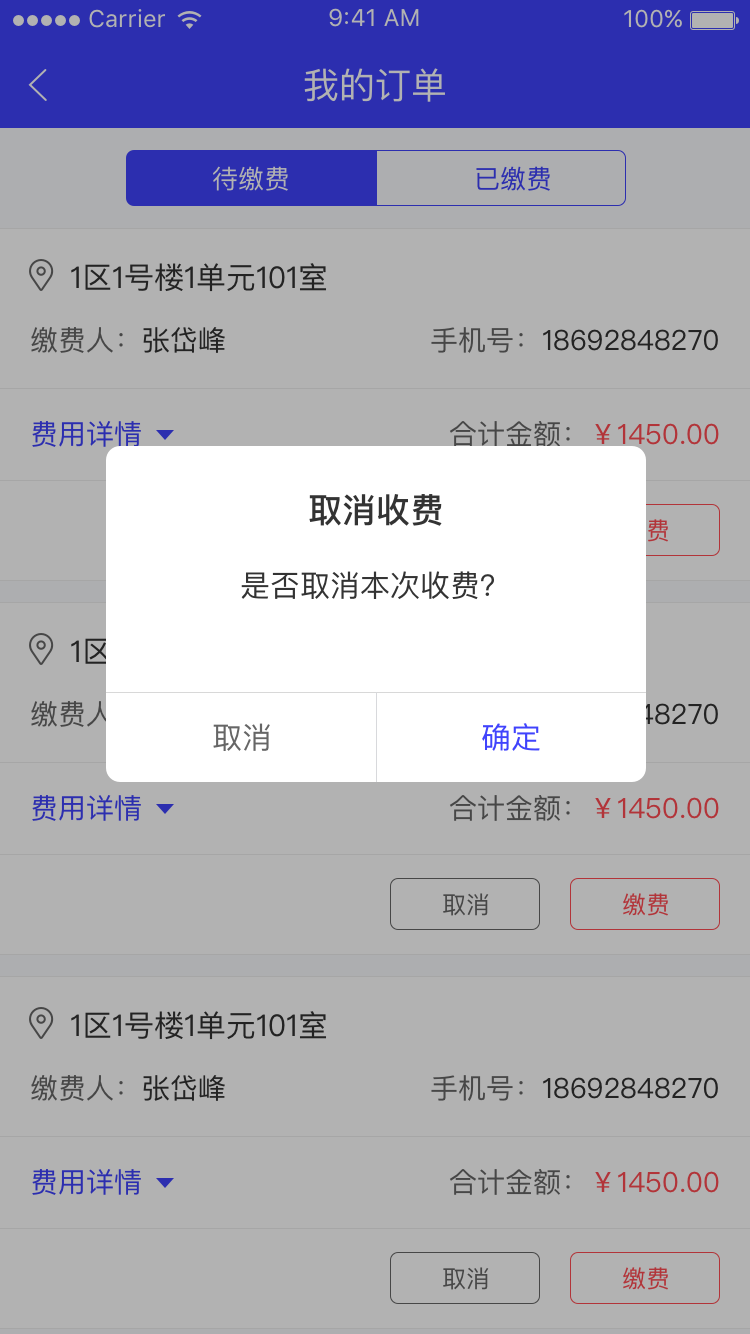 Carrier 9:41 AM 100%
我的订单
待缴费 已缴费
1区1号楼1单元101室
缴费人：张岱峰 手机号：18692848270
费用详情 合计金额：￥1450.00
费
取消收费
是否取消本次收费?
取消 确定
1区
缴费人 48270
费用详情 合计金额：￥1450.00
取消 缴费
1区1号楼1单元101室
缴费人：张岱峰 手机号：18692848270
费用详情 合计金额：￥1450.00
取消 缴费